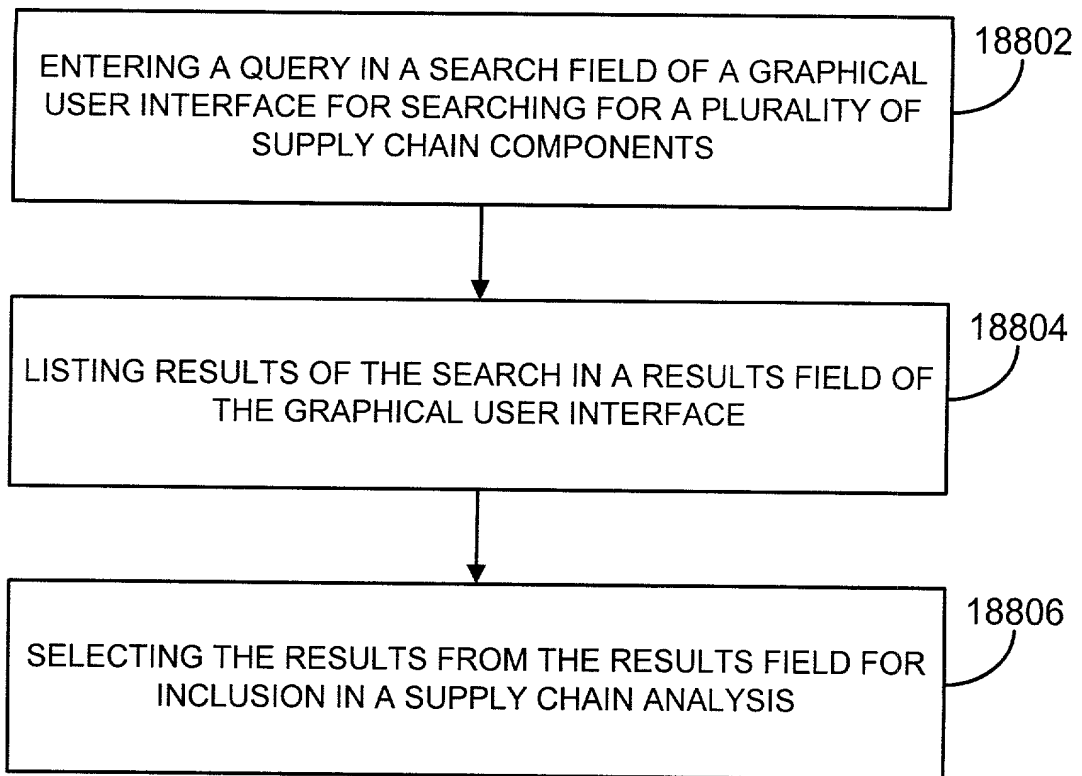 18802
ENTERING A QUERY IN A SEARCH FIELD OF A GRAPHICAL
USER INTERFACE FOR SEARCHING FOR A PLURALITY OF
SUPPLY CHAIN COMPONENTS
18804
LISTING RESULTS OF THE SEARCH IN A RESULTS FIELD OF
THE GRAPHICAL USER INTERFACE
18806
SELECTING THE RESULTS FROM THE RESULTS FIELD FOR
INCLUSION IN A SUPPLY CHAIN ANALYSIS